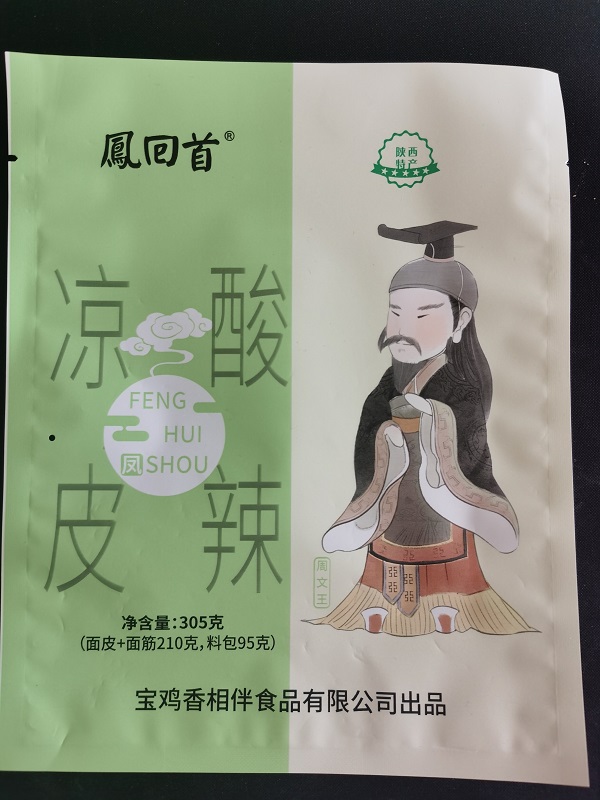 鳳回首®
陕西
特产
酸辣
凉皮
FENG
HUI
凤SHOU
周文王
净含量：305克
（面皮+面筋210克，料包95克）
宝鸡香相伴食品有限公司出品